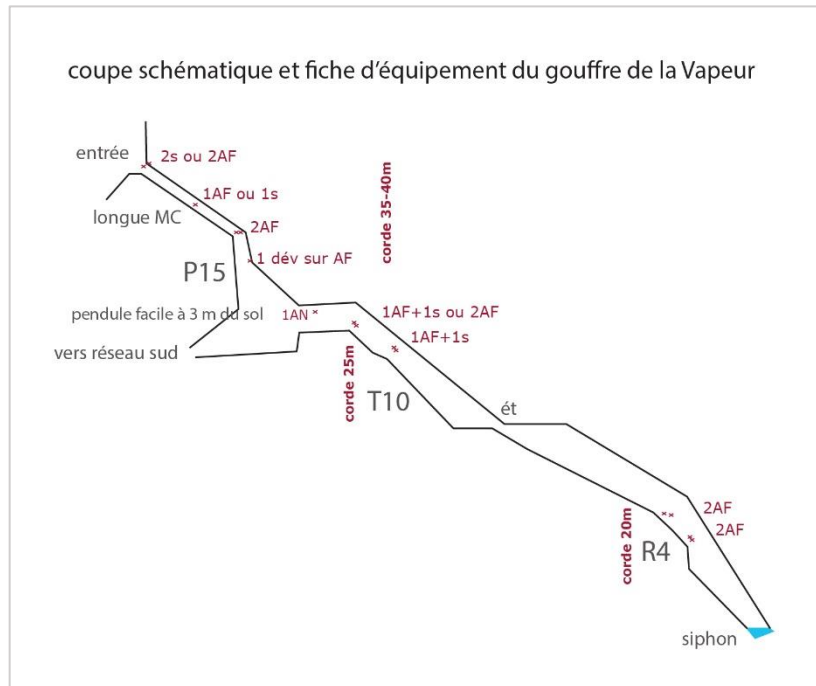 coupe schématique et fiche d'équipement du gouffre de la Vapeur
entrée
2s ou 2AF
1AF ou 1s
longue MC
2AF
corde 35-40m
1 dév sur AF
P15
pendule facile à 3 m du sol
1AN
1AF+1s ou 2AF
1AF+1s
vers réseau sud
corde 25m
T10
ét
2AF
2AF
corde 20m
R4
siphon